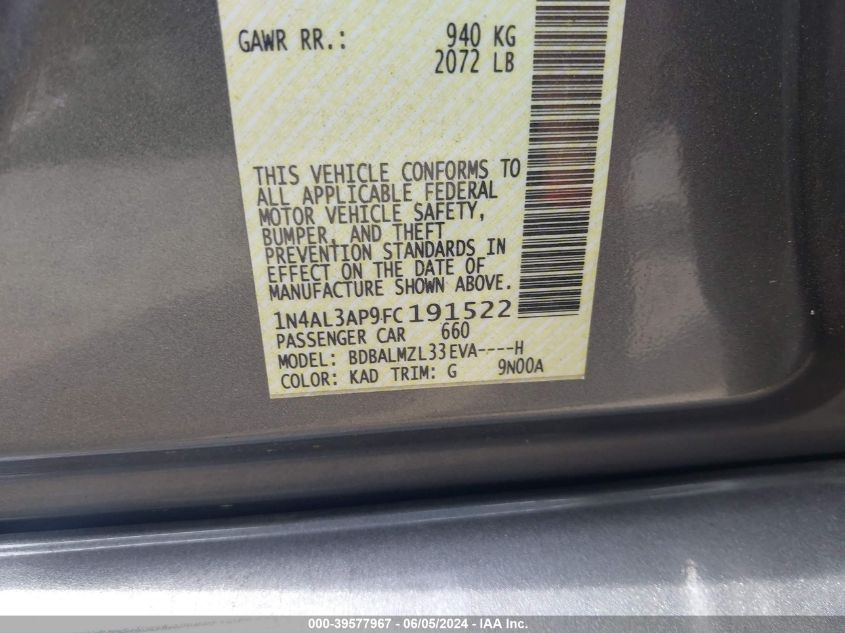 GAWR RR.: 940 KG
2072 LB
THIS VEHICLE CONFORMS TO
ALL APPLICABLE FEDERAL
MOTOR VEHICLE SAFETY,
BUMPER, AND THEFT
PREVENTION STANDARDS IN
EFFECT ON THE DATE OF
MANUFACTURE SHOWN ABOVE.
1N4AL3AP9FC191522
PASSENGER CAR 660
MODEL: BDBALMZL33EVA----H
COLOR: KAD TRIM: G 9N00A
000-39577967 - 06/05/2024 - IAA Inc.